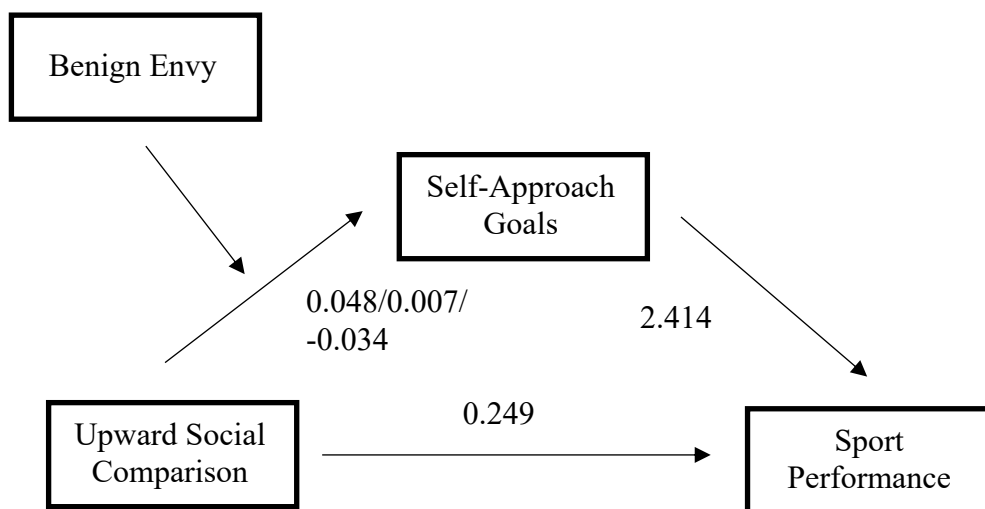 Benign Envy
Self-Approach
Goals
0.048/0.007/
-0.034
2.414
0.249
Upward Social
Comparison
Sport
Performance